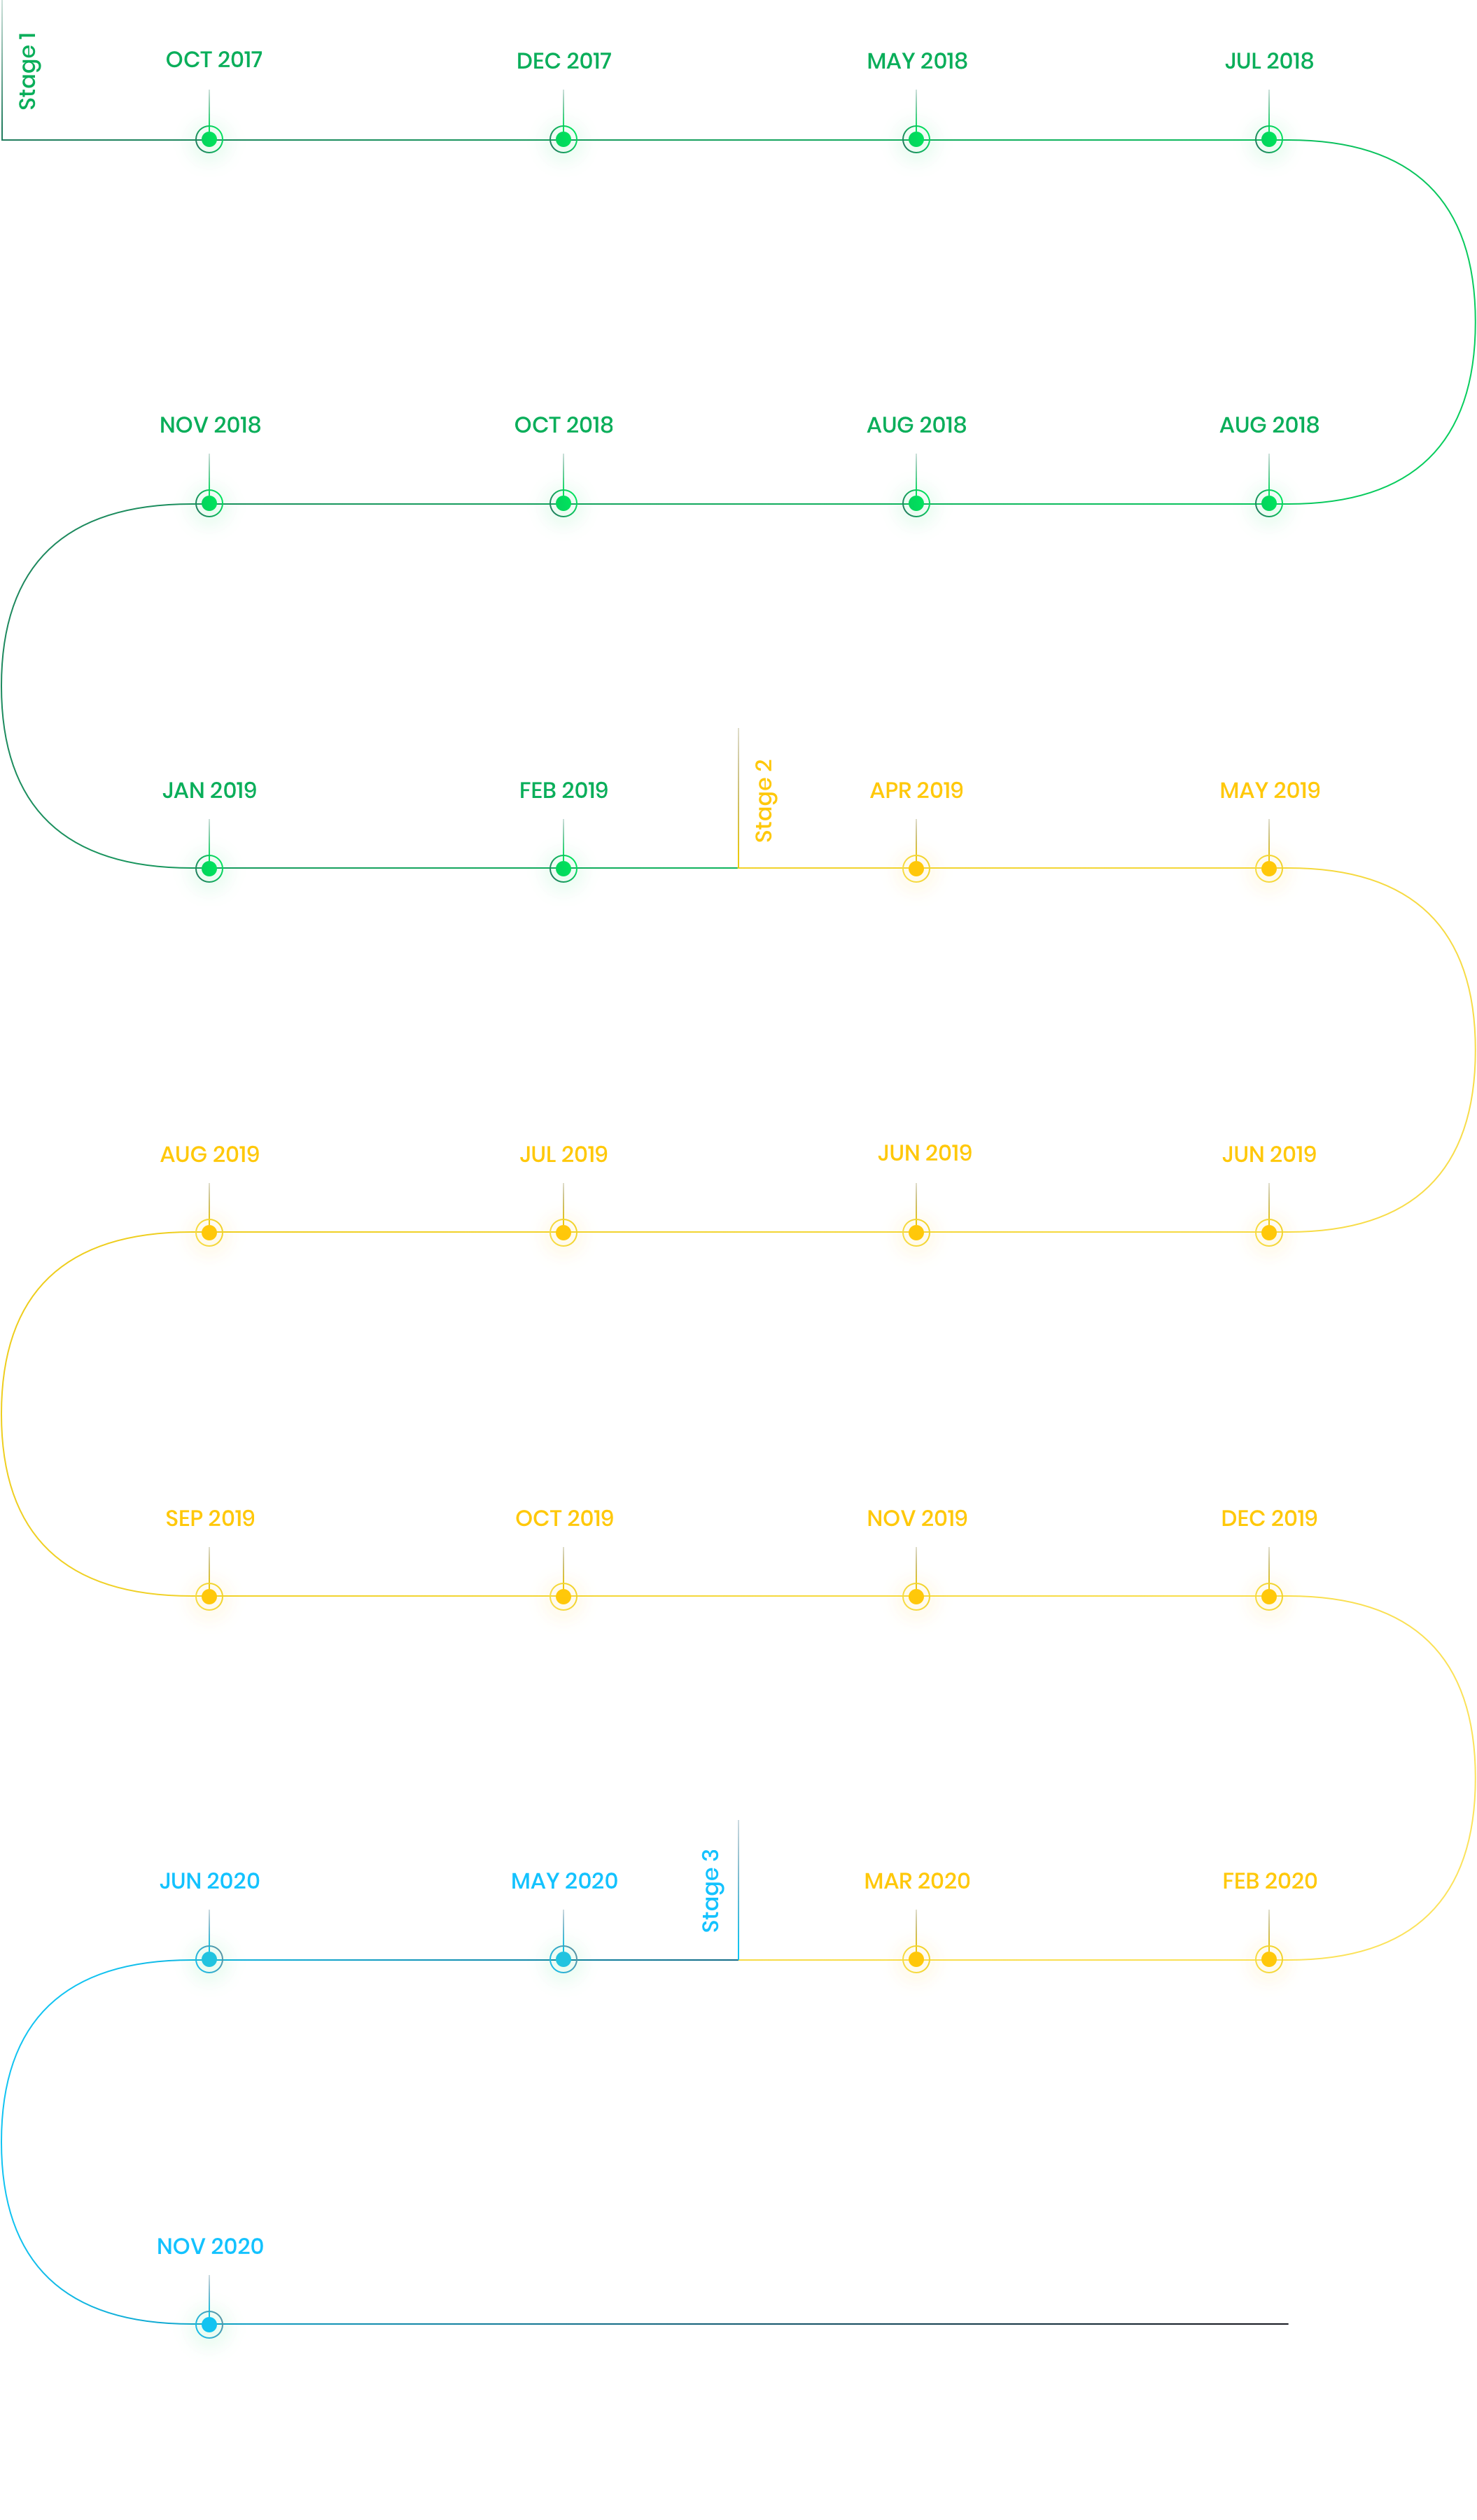 Stage 1
OCT 2017
DEC 2017
MAY 2018
JUL 2018
NOV 2018
OCT 2018
AUG 2018
AUG 2018
JAN 2019
FEB 2019
Stage 2
APR 2019
MAY 2019
AUG 2019
JUL 2019
JUN 2019
JUN 2019
SEP 2019
OCT 2019
NOV 2019
DEC 2019
JUN 2020
MAY 2020
Stage 3
MAR 2020
FEB 2020
NOV 2020